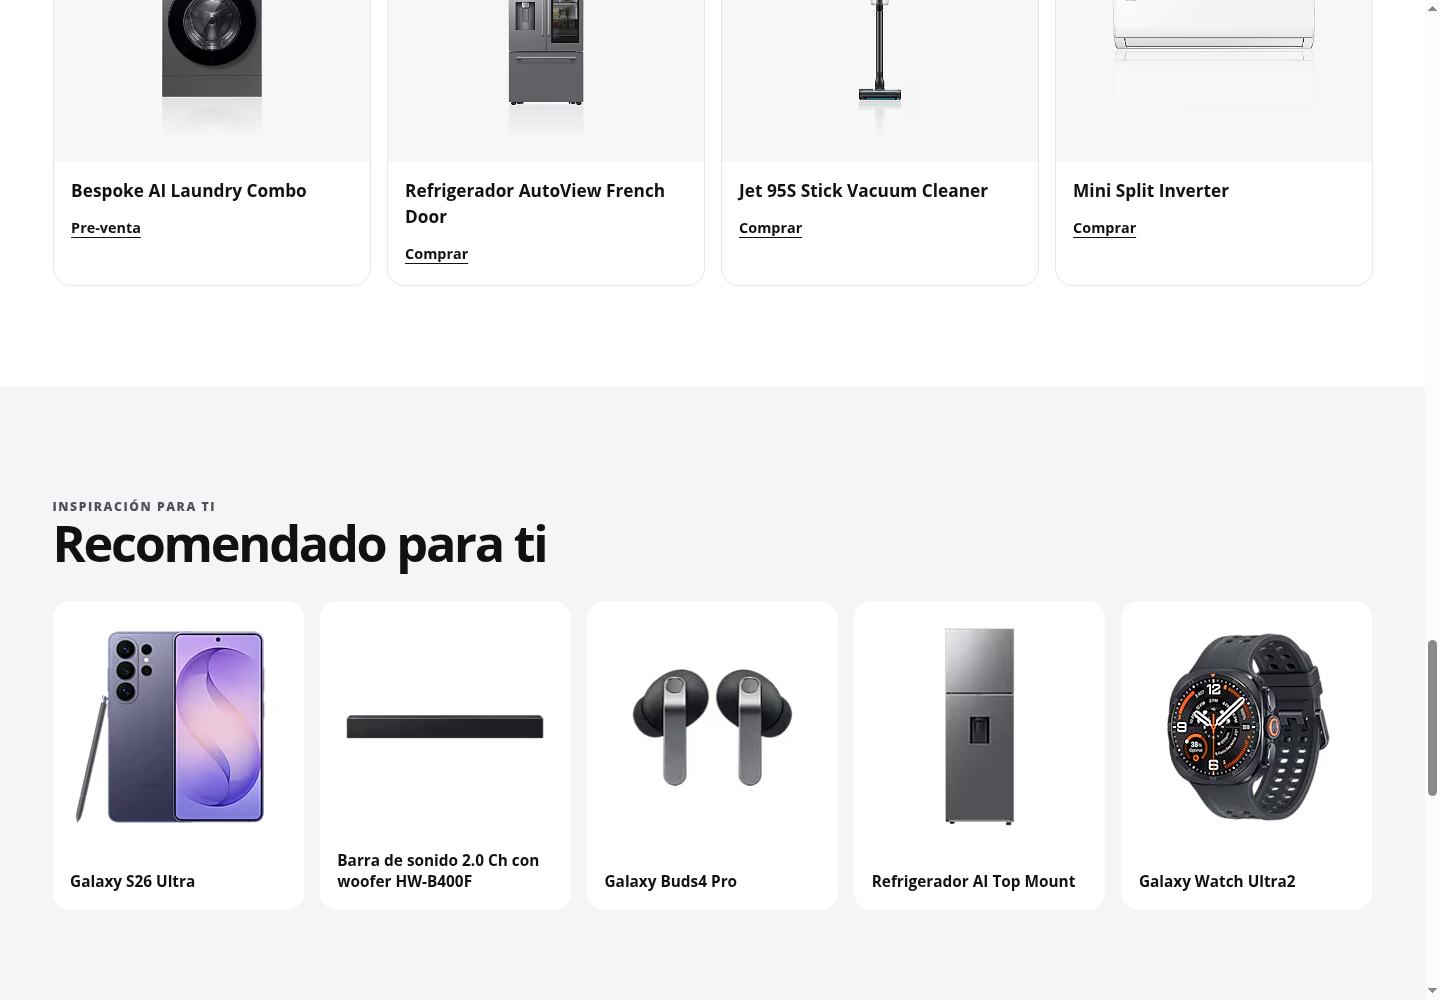 Bespoke AI Laundry Combo
Pre-venta
Refrigerador AutoView French
Door
Comprar
Jet 95S Stick Vacuum Cleaner
Comprar
Mini Split Inverter
Comprar
INSPIRACIÓN PARA TI
Recomendado para ti
Galaxy S26 Ultra
Barra de sonido 2.0 Ch con
woofer HW-B400F
Galaxy Buds4 Pro
Refrigerador AI Top Mount
Galaxy Watch Ultra2